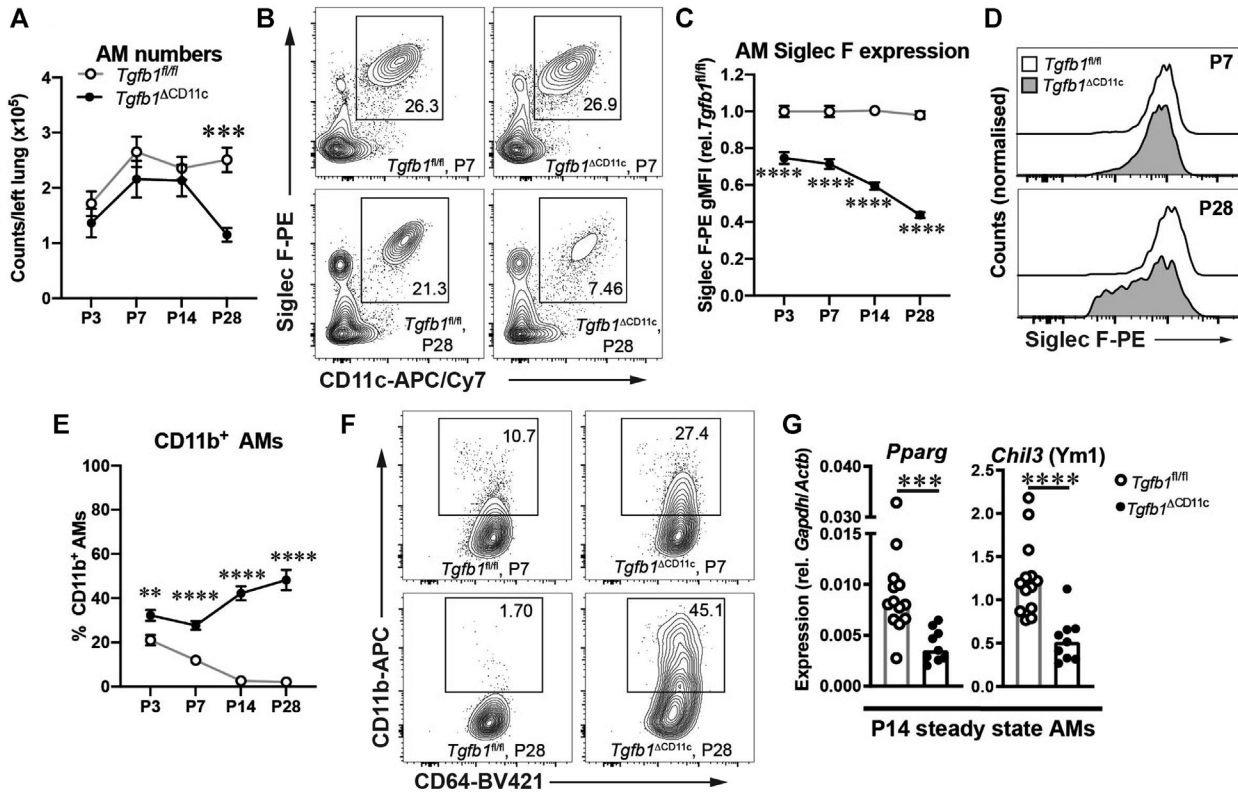 A
AM numbers
Tgfb1fl/fl
Tgfb1ΔCD11c
Counts/left lung (x10⁵)
4
3
2
1
0
***
P3 P7 P14 P28
B
26.3
Tgfb1fl/fl, P7
26.9
Tgfb1ΔCD11c, P7
21.3
Tgfb1fl/fl,
P28
7.46
Tgfb1ΔCD11c,
P28
Siglec F-PE
CD11c-APC/Cy7
C
AM Siglec F expression
Siglec F-PE gMFI (rel.Tgfb1fl/fl)
1.2
1.0
0.8
0.6
0.4
0.2
0.0
****
****
****
****
P3 P7 P14 P28
D
Tgfb1fl/fl
Tgfb1ΔCD11c
P7
P28
Counts (normalised)
Siglec F-PE
E
CD11b⁺ AMs
% CD11b⁺ AMs
100
80
60
40
20
0
**
****
****
****
P3 P7 P14 P28
F
10.7
Tgfb1fl/fl, P7
27.4
Tgfb1ΔCD11c, P7
1.70
Tgfb1fl/fl, P28
45.1
Tgfb1ΔCD11c, P28
CD11b-APC
CD64-BV421
G
Pparg
Expression (rel. Gapdh/Actb)
0.040
0.030
0.015
0.010
0.005
0.000
***
Chil3 (Ym1)
2.5
2.0
1.5
1.0
0.5
0.0
****
Tgfb1fl/fl
Tgfb1ΔCD11c
P14 steady state AMs